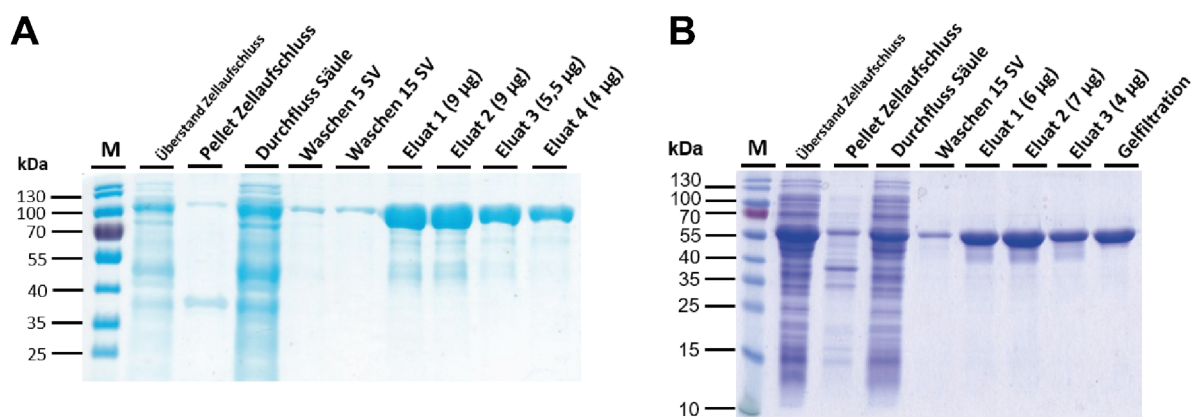 A
kDa
M
Überstand Zellaufschluss
Pellet Zellaufschluss
Durchfluss Säule
Waschen 5 SV
Waschen 15 SV
Eluat 1 (9 µg)
Eluat 2 (9 µg)
Eluat 3 (5,5 µg)
Eluat 4 (4 µg)
130
100
70
55
40
35
25
B
kDa
M
Überstand Zellaufschluss
Pellet Zellaufschluss
Durchfluss Säule
Waschen 15 SV
Eluat 1 (6 µg)
Eluat 2 (7 µg)
Eluat 3 (4 µg)
Gelfiltration
130
100
70
55
40
35
25
15
10